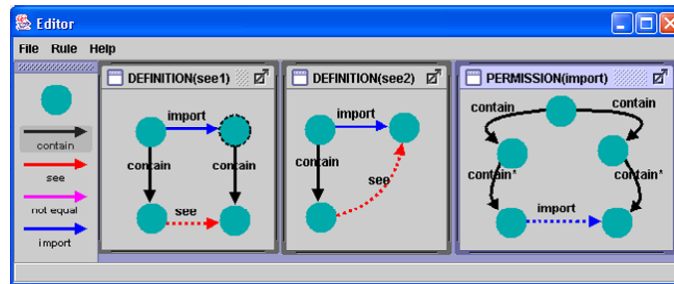 Editor
File Rule Help
contain
see
not equal
import
DEFINITION(see1)
import
contain
contain
see
DEFINITION(see2)
import
contain
see
PERMISSION(import)
contain
contain
contain*
contain*
import